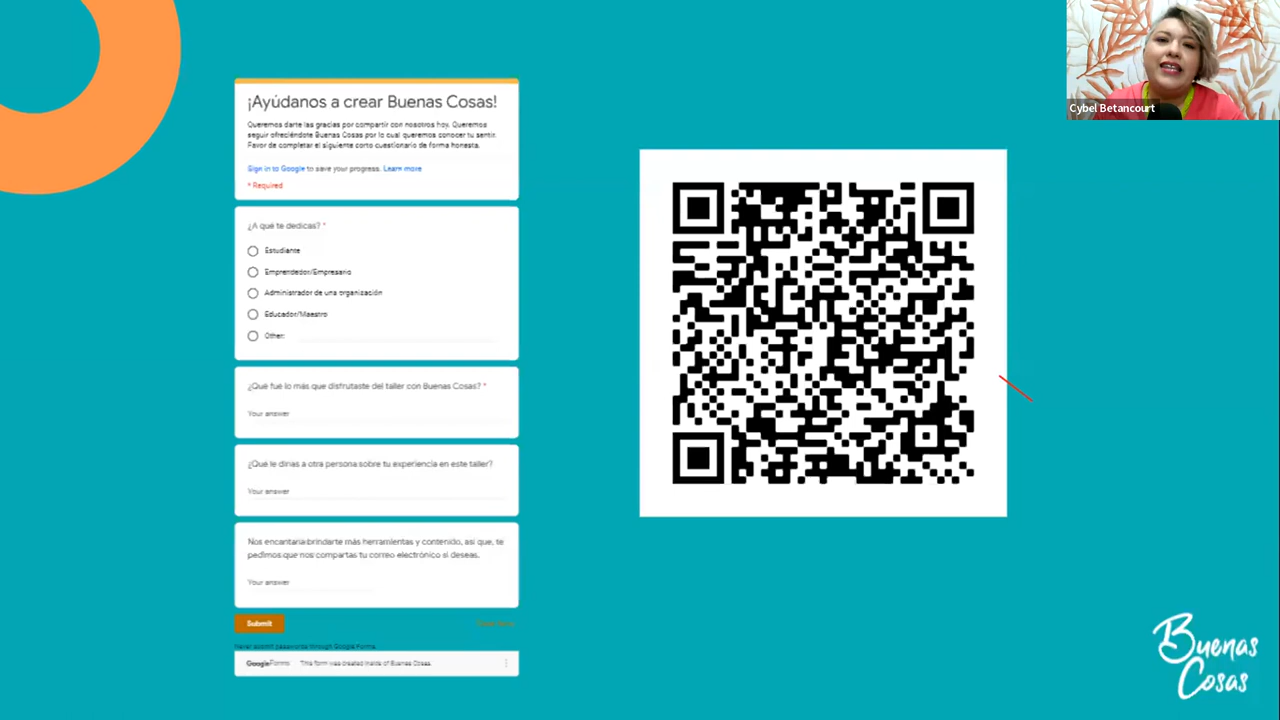 ¡Ayúdanos a crear Buenas Cosas!
Queremos darte las gracias por compartir con nosotros hoy. Queremos
seguir ofreciéndote Buenas Cosas por lo cual queremos conocer tu sentir.
Favor de completar el siguiente corto cuestionario de forma honesta.
Sign in to Google to save your progress. Learn more
* Required
¿A qué te dedicas? *
Estudiante
Emprendedor/Empresario
Administrador de una organización
Educador/Maestro
Other:
¿Qué fue lo más que disfrutaste del taller con Buenas Cosas? *
Your answer
¿Qué le dirías a otra persona sobre tu experiencia en este taller?
Your answer
Nos encantaría brindarte más herramientas y contenido, así que, te
pedimos que nos compartas tu correo electrónico si deseas.
Your answer
Submit
Never submit passwords through Google Forms.
Google Forms This form was created inside of Buenas Cosas.
Cybel Betancourt
Buenas
Cosas